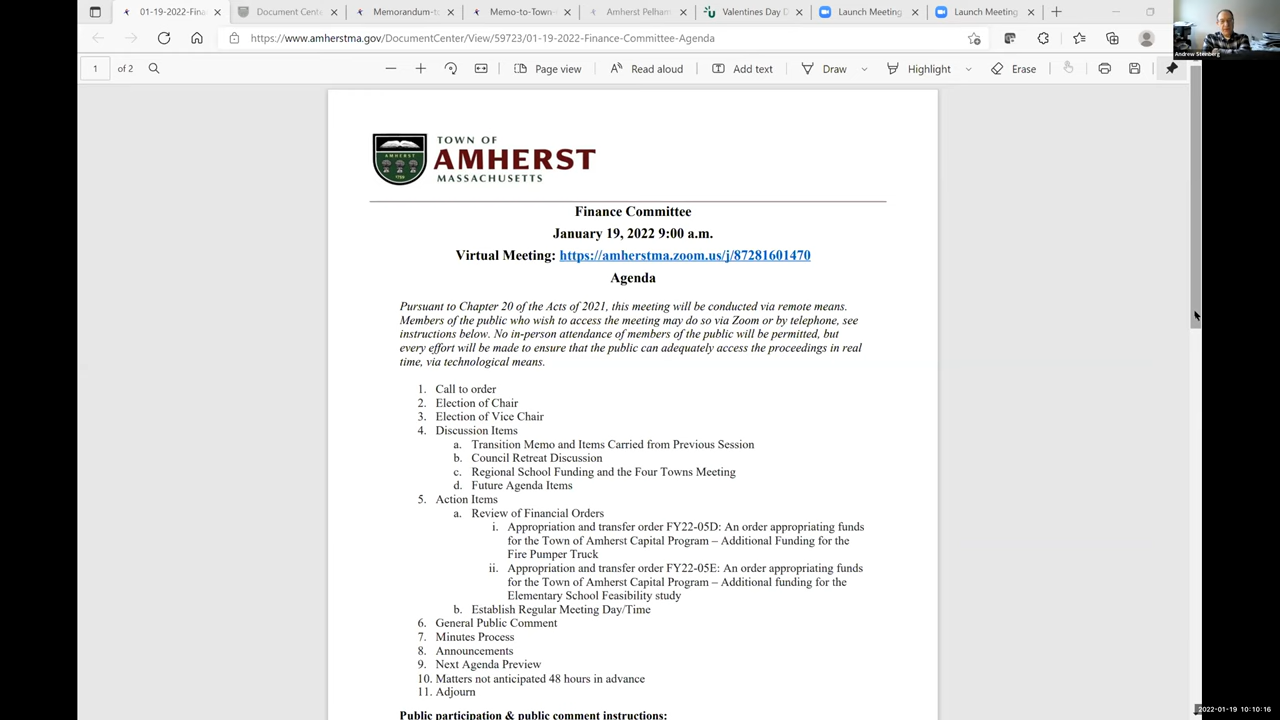 01-19-2022-Fina
Document Cente
Memorandum-to
Memo-to-Town-
Amherst Pelham
Valentines Day D
Launch Meeting
Launch Meeting
https://www.amherstma.gov/DocumentCenter/View/59723/01-19-2022-Finance-Committee-Agenda
Andrew Steinberg
1 of 2
Page view
Read aloud
Add text
Draw
Highlight
Erase
TOWN OF
AMHERST
MASSACHUSETTS
AMHERST
1759
Finance Committee
January 19, 2022 9:00 a.m.
Virtual Meeting: https://amherstma.zoom.us/j/87281601470
Agenda
Pursuant to Chapter 20 of the Acts of 2021, this meeting will be conducted via remote means.
Members of the public who wish to access the meeting may do so via Zoom or by telephone, see
instructions below. No in-person attendance of members of the public will be permitted, but
every effort will be made to ensure that the public can adequately access the proceedings in real
time, via technological means.
1. Call to order
2. Election of Chair
3. Election of Vice Chair
4. Discussion Items
a. Transition Memo and Items Carried from Previous Session
b. Council Retreat Discussion
c. Regional School Funding and the Four Towns Meeting
d. Future Agenda Items
5. Action Items
a. Review of Financial Orders
i. Appropriation and transfer order FY22-05D: An order appropriating funds
for the Town of Amherst Capital Program – Additional Funding for the
Fire Pumper Truck
ii. Appropriation and transfer order FY22-05E: An order appropriating funds
for the Town of Amherst Capital Program – Additional funding for the
Elementary School Feasibility study
b. Establish Regular Meeting Day/Time
6. General Public Comment
7. Minutes Process
8. Announcements
9. Next Agenda Preview
10. Matters not anticipated 48 hours in advance
11. Adjourn
Public participation & public comment instructions:
2022-01-19 10:10:16